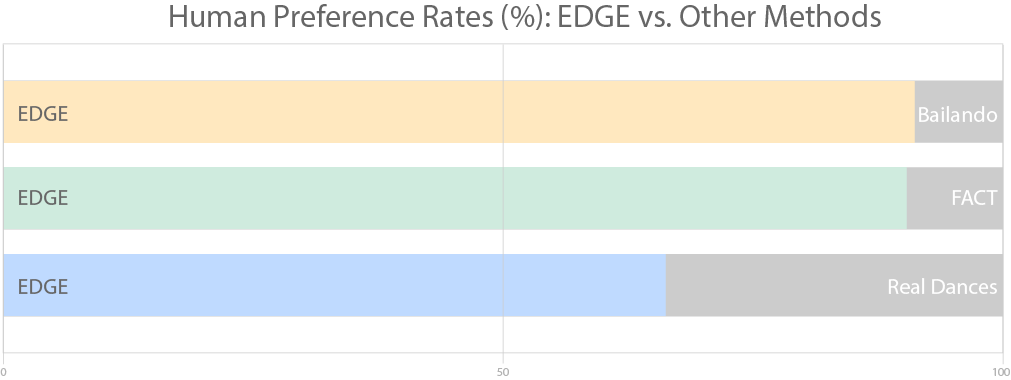 Human Preference Rates (%): EDGE vs. Other Methods
EDGE Bailando
EDGE FACT
EDGE Real Dances
0 50 100